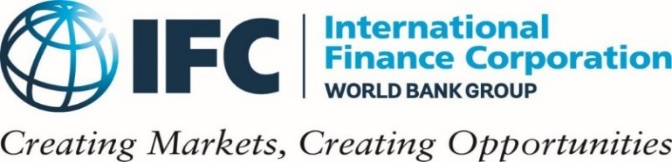 IFC
International
Finance Corporation
WORLD BANK GROUP
Creating Markets, Creating Opportunities